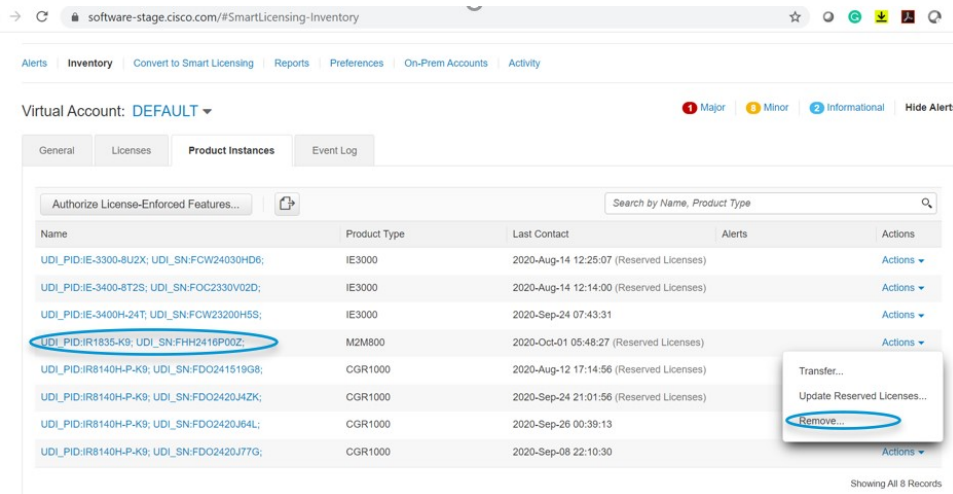 software-stage.cisco.com/#SmartLicensing-Inventory
Alerts Inventory Convert to Smart Licensing Reports Preferences On-Prem Accounts Activity
Virtual Account: DEFAULT 1 Major 8 Minor 2 Informational Hide Alerts
General Licenses Product Instances Event Log
Authorize License-Enforced Features... Search by Name, Product Type
Name Product Type Last Contact Alerts Actions
UDI_PID:IE-3300-8U2X; UDI_SN:FCW24030HD6; IE3000 2020-Aug-14 12:25:07 (Reserved Licenses) Actions
UDI_PID:IE-3400-8T2S; UDI_SN:FOC2330V02D; IE3000 2020-Aug-14 12:14:00 (Reserved Licenses) Actions
UDI_PID:IE-3400H-24T; UDI_SN:FCW23200H5S; IE3000 2020-Sep-24 07:43:31 Actions
UDI_PID:IR1835-K9; UDI_SN:FHH2416P00Z; M2M800 2020-Oct-01 05:48:27 (Reserved Licenses) Actions
UDI_PID:IR8140H-P-K9; UDI_SN:FDO241519G8; CGR1000 2020-Aug-12 17:14:56 (Reserved Licenses) Transfer...
UDI_PID:IR8140H-P-K9; UDI_SN:FDO2420J4ZK; CGR1000 2020-Sep-24 21:01:56 (Reserved Licenses) Update Reserved Licenses...
UDI_PID:IR8140H-P-K9; UDI_SN:FDO2420J64L; CGR1000 2020-Sep-26 00:39:13 Remove...
UDI_PID:IR8140H-P-K9; UDI_SN:FDO2420J77G; CGR1000 2020-Sep-08 22:10:30 Actions
Showing All 8 Records